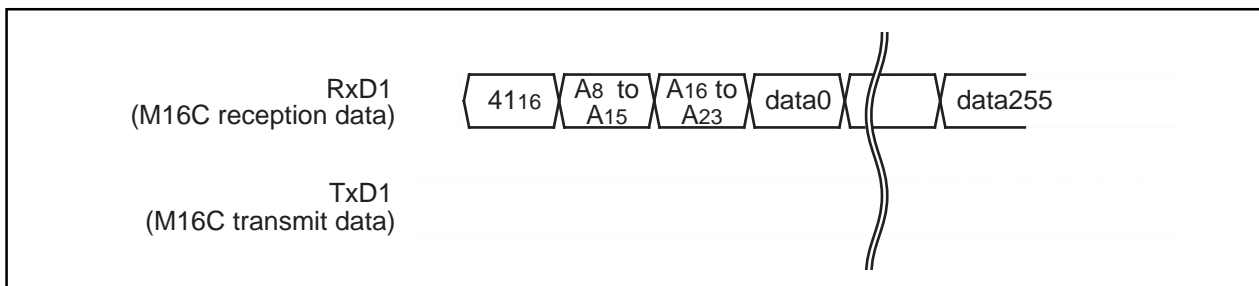 RxD1
(M16C reception data)
4116
A8 to
A15
A16 to
A23
data0
data255
TxD1
(M16C transmit data)